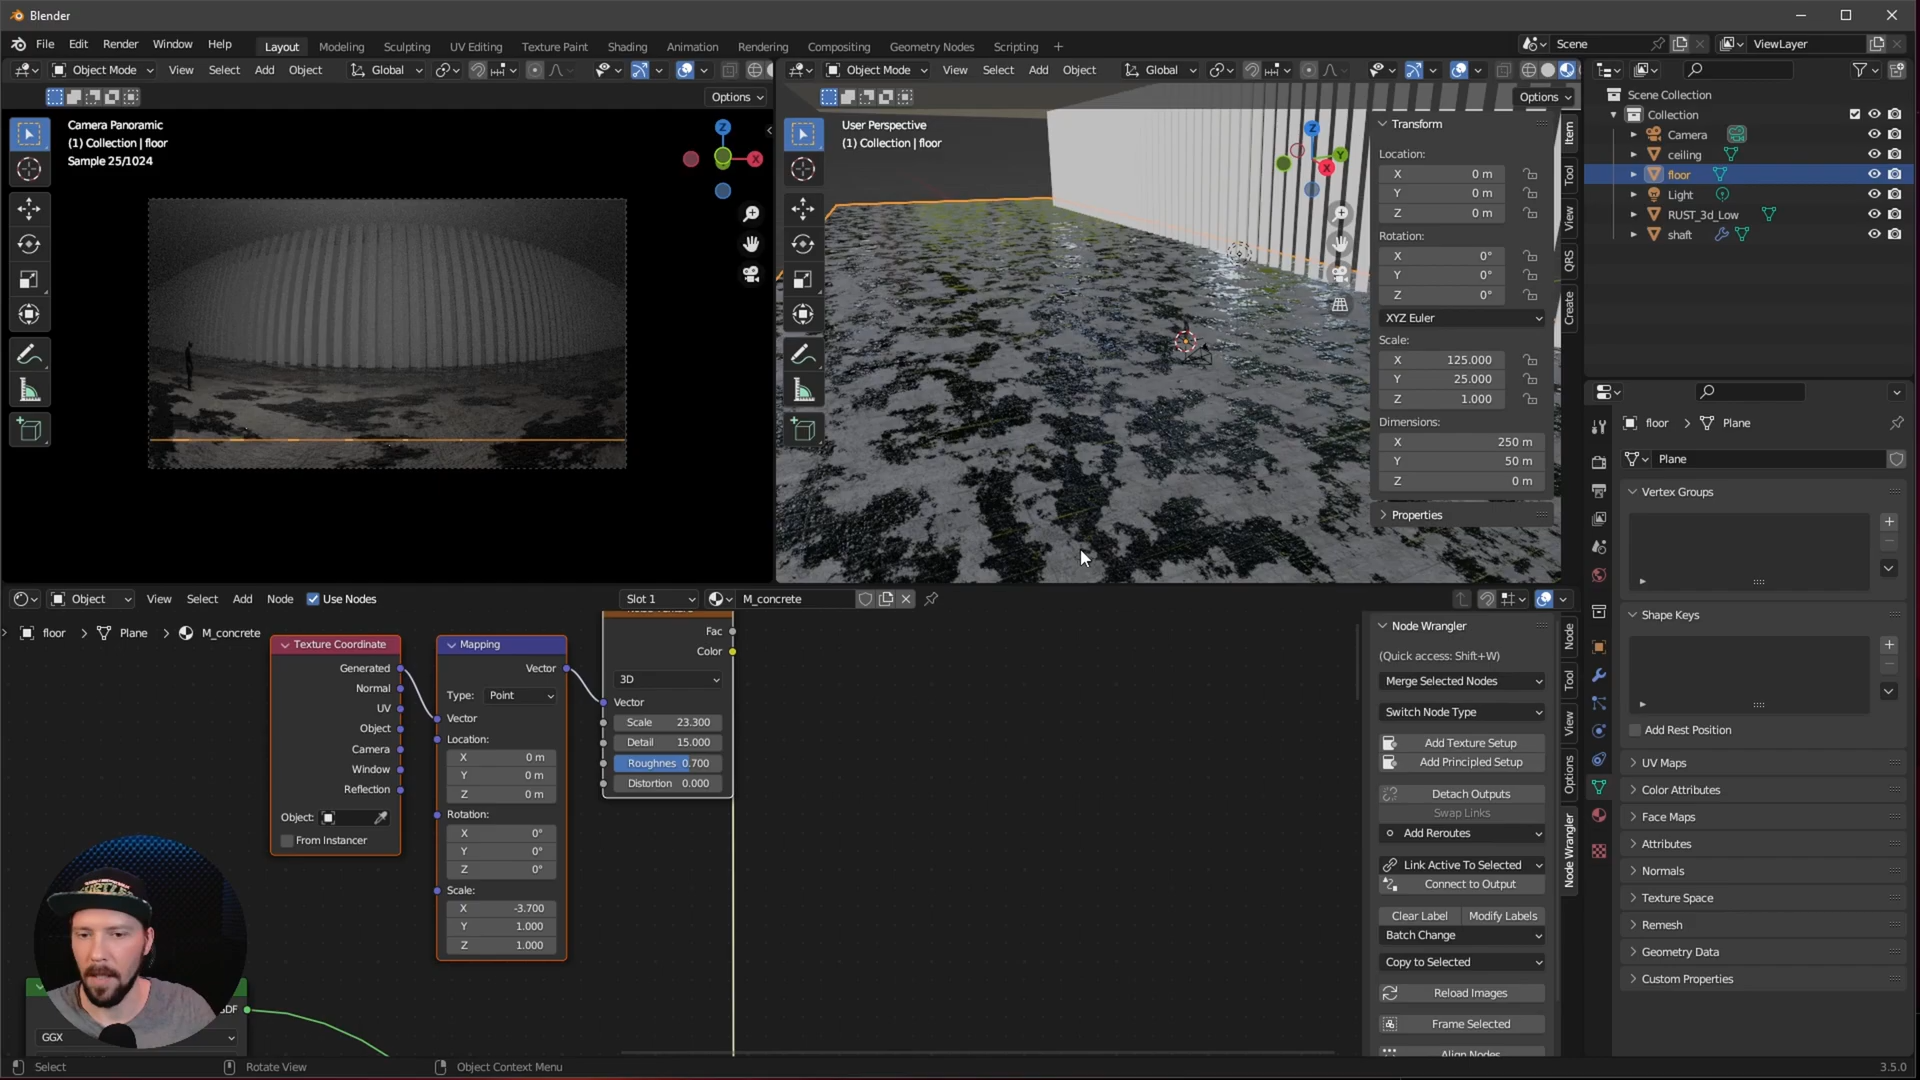 Blender
File Edit Render Window Help
Layout Modeling Sculpting UV Editing Texture Paint Shading Animation Rendering Compositing Geometry Nodes Scripting +
Scene
ViewLayer
Object Mode View Select Add Object Global
Options
Camera Panoramic
(1) Collection | floor
Sample 25/1024
Z
X
Object Mode View Select Add Object Global
Options
User Perspective
(1) Collection | floor
Z
Y
X
Transform
Location:
X 0 m
Y 0 m
Z 0 m
Rotation:
X 0°
Y 0°
Z 0°
XYZ Euler
Scale:
X 125.000
Y 25.000
Z 1.000
Dimensions:
X 250 m
Y 50 m
Z 0 m
Properties
Item
Tool
View
QRS
Create
Scene Collection
Collection
Camera
ceiling
floor
Light
RUST_3d_Low
shaft
floor > Plane
Plane
Vertex Groups
Shape Keys
Add Rest Position
UV Maps
Color Attributes
Face Maps
Attributes
Normals
Texture Space
Remesh
Geometry Data
Custom Properties
Object View Select Add Node Use Nodes
Slot 1
M_concrete
floor > Plane > M_concrete
Texture Coordinate
Generated
Normal
UV
Object
Camera
Window
Reflection
Object:
From Instancer
Mapping
Vector
Type: Point
Vector
Location:
X 0 m
Y 0 m
Z 0 m
Rotation:
X 0°
Y 0°
Z 0°
Scale:
X -3.700
Y 1.000
Z 1.000
Fac
Color
3D
Vector
Scale 23.300
Detail 15.000
Roughnes 0.700
Distortion 0.000
GGX
Node Wrangler
(Quick access: Shift+W)
Merge Selected Nodes
Switch Node Type
Add Texture Setup
Add Principled Setup
Detach Outputs
Swap Links
Add Reroutes
Link Active To Selected
Connect to Output
Clear Label Modify Labels
Batch Change
Copy to Selected
Reload Images
Frame Selected
Align Nodes
Node
Tool
View
Options
Node Wrangler
Select
Rotate View
Object Context Menu
3.5.0